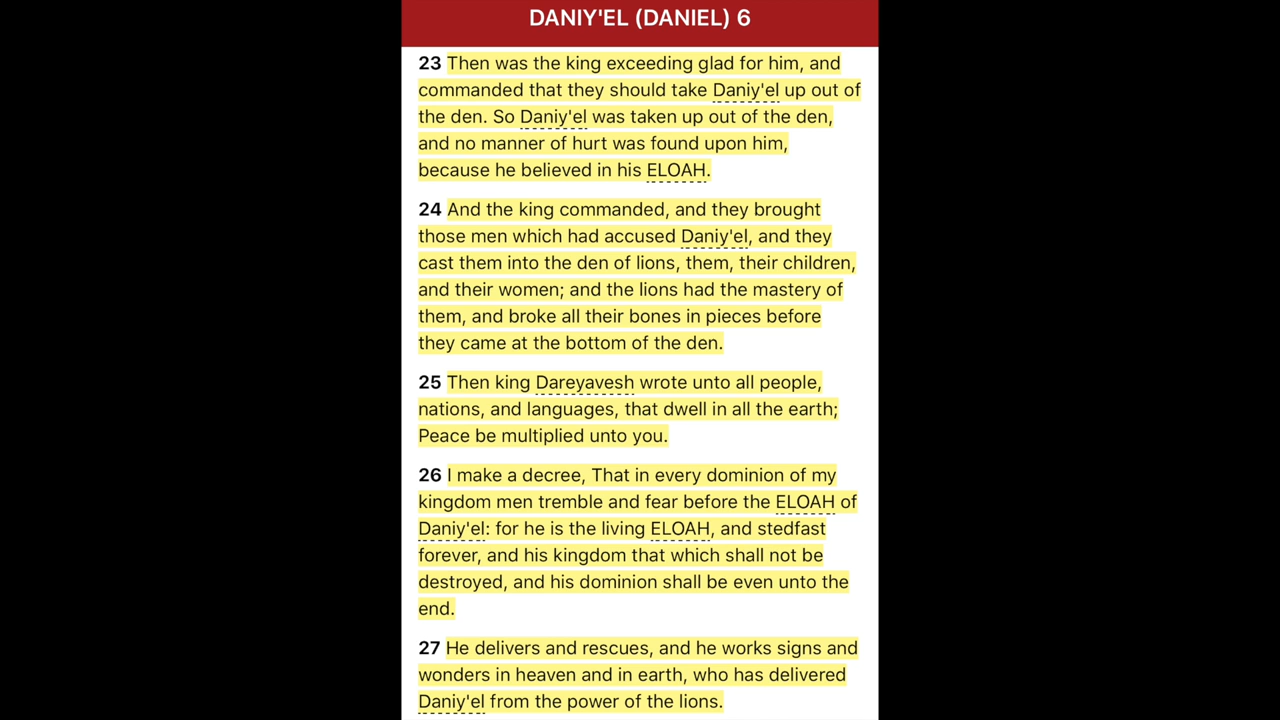 DANIY'EL (DANIEL) 6
23 Then was the king exceeding glad for him, and
commanded that they should take Daniy'el up out of
the den. So Daniy'el was taken up out of the den,
and no manner of hurt was found upon him,
because he believed in his ELOAH.
24 And the king commanded, and they brought
those men which had accused Daniy'el, and they
cast them into the den of lions, them, their children,
and their women; and the lions had the mastery of
them, and broke all their bones in pieces before
they came at the bottom of the den.
25 Then king Dareyavesh wrote unto all people,
nations, and languages, that dwell in all the earth;
Peace be multiplied unto you.
26 I make a decree, That in every dominion of my
kingdom men tremble and fear before the ELOAH of
Daniy'el: for he is the living ELOAH, and stedfast
forever, and his kingdom that which shall not be
destroyed, and his dominion shall be even unto the
end.
27 He delivers and rescues, and he works signs and
wonders in heaven and in earth, who has delivered
Daniy'el from the power of the lions.